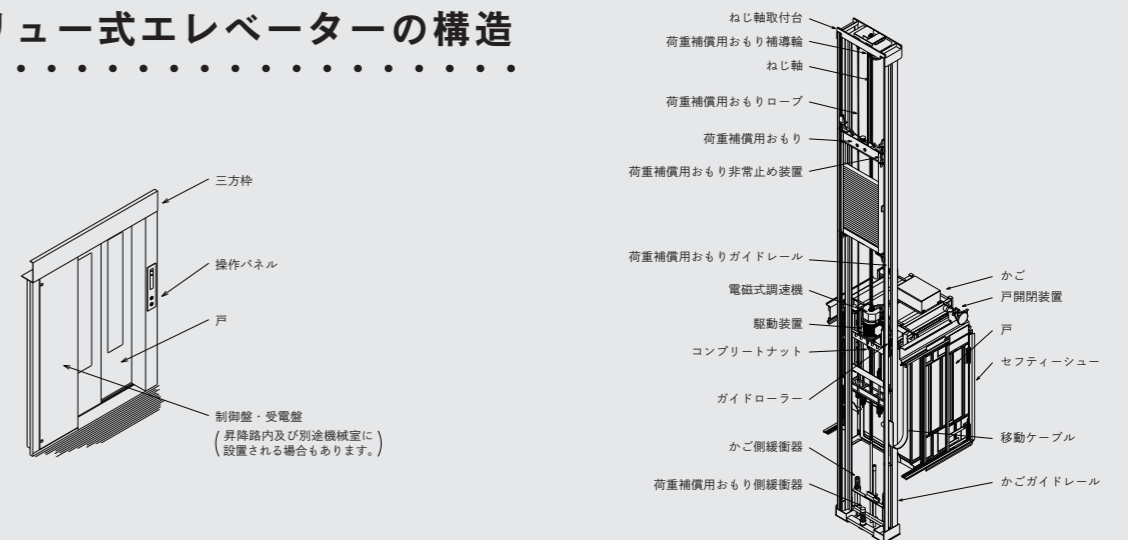 リュー式エレベーターの構造
三方枠
操作パネル
戸
制御盤・受電盤
(昇降路内及び別途機械室に
設置される場合もあります。)
ねじ軸取付台
荷重補償用おもり補導輪
ねじ軸
荷重補償用おもりロープ
荷重補償用おもり
荷重補償用おもり非常止め装置
荷重補償用おもりガイドレール
電磁式調速機
駆動装置
コンプリートナット
ガイドローラー
かご側緩衝器
荷重補償用おもり側緩衝器
かご
戸開閉装置
戸
セフティーシュー
移動ケーブル
かごガイドレール